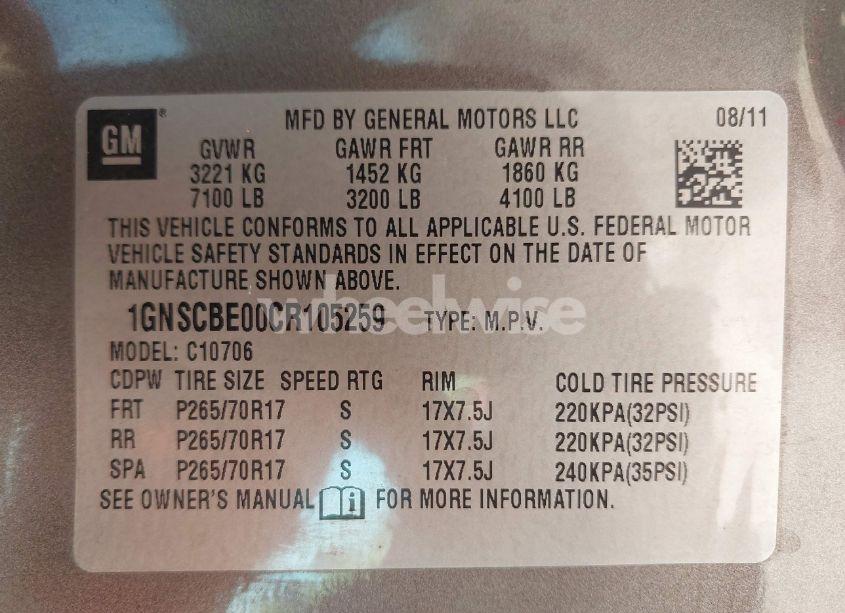 GM ® MFD BY GENERAL MOTORS LLC 08/11
GVWR GAWR FRT GAWR RR
3221 KG 1452 KG 1860 KG
7100 LB 3200 LB 4100 LB
THIS VEHICLE CONFORMS TO ALL APPLICABLE U.S. FEDERAL MOTOR
VEHICLE SAFETY STANDARDS IN EFFECT ON THE DATE OF
MANUFACTURE SHOWN ABOVE.
wheelwise
1GNSCBE00CR105259 TYPE: M.P.V.
MODEL: C10706
CDPW TIRE SIZE SPEED RTG RIM COLD TIRE PRESSURE
FRT P265/70R17 S 17X7.5J 220KPA(32PSI)
RR P265/70R17 S 17X7.5J 220KPA(32PSI)
SPA P265/70R17 S 17X7.5J 240KPA(35PSI)
SEE OWNER'S MANUAL i FOR MORE INFORMATION.